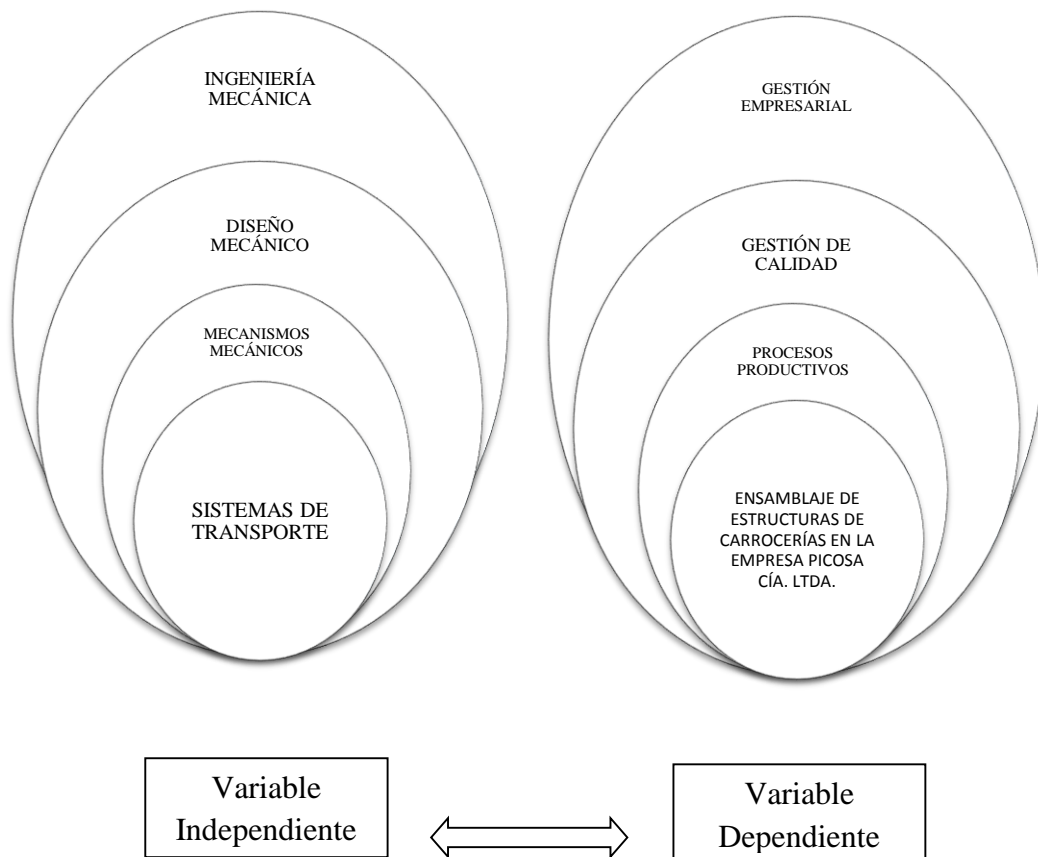 INGENIERÍA
MECÁNICA
DISEÑO
MECÁNICO
MECANISMOS
MECÁNICOS
SISTEMAS DE
TRANSPORTE
GESTIÓN
EMPRESARIAL
GESTIÓN DE
CALIDAD
PROCESOS
PRODUCTIVOS
ENSAMBLAJE DE
ESTRUCTURAS DE
CARROCERÍAS EN LA
EMPRESA PICOSA
CÍA. LTDA.
Variable
Independiente
Variable
Dependiente